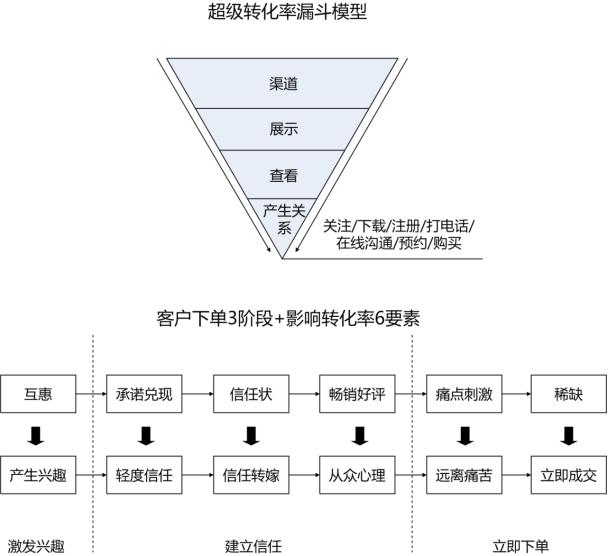 超级转化率漏斗模型
渠道
展示
查看
产生关
系
关注/下载/注册/打电话/
在线沟通/预约/购买
客户下单3阶段+影响转化率6要素
互惠
承诺兑现
信任状
畅销好评
痛点刺激
稀缺
产生兴趣
轻度信任
信任转嫁
从众心理
远离痛苦
立即成交
激发兴趣
建立信任
立即下单